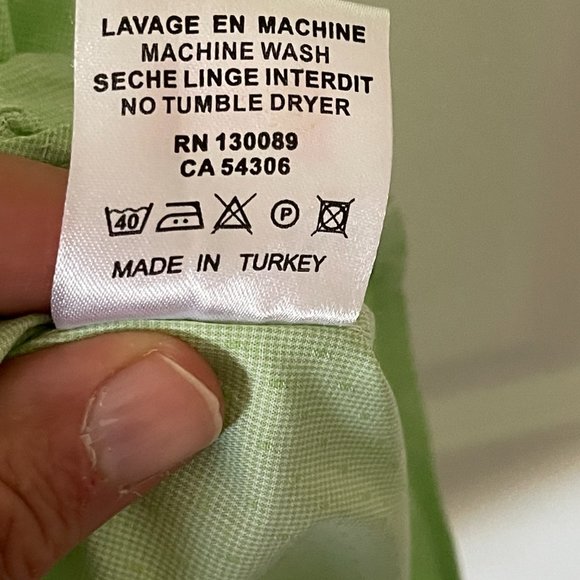 LAVAGE EN MACHINE
MACHINE WASH
SECHE LINGE INTERDIT
NO TUMBLE DRYER
RN 130089
CA 54306
40 P
MADE IN TURKEY